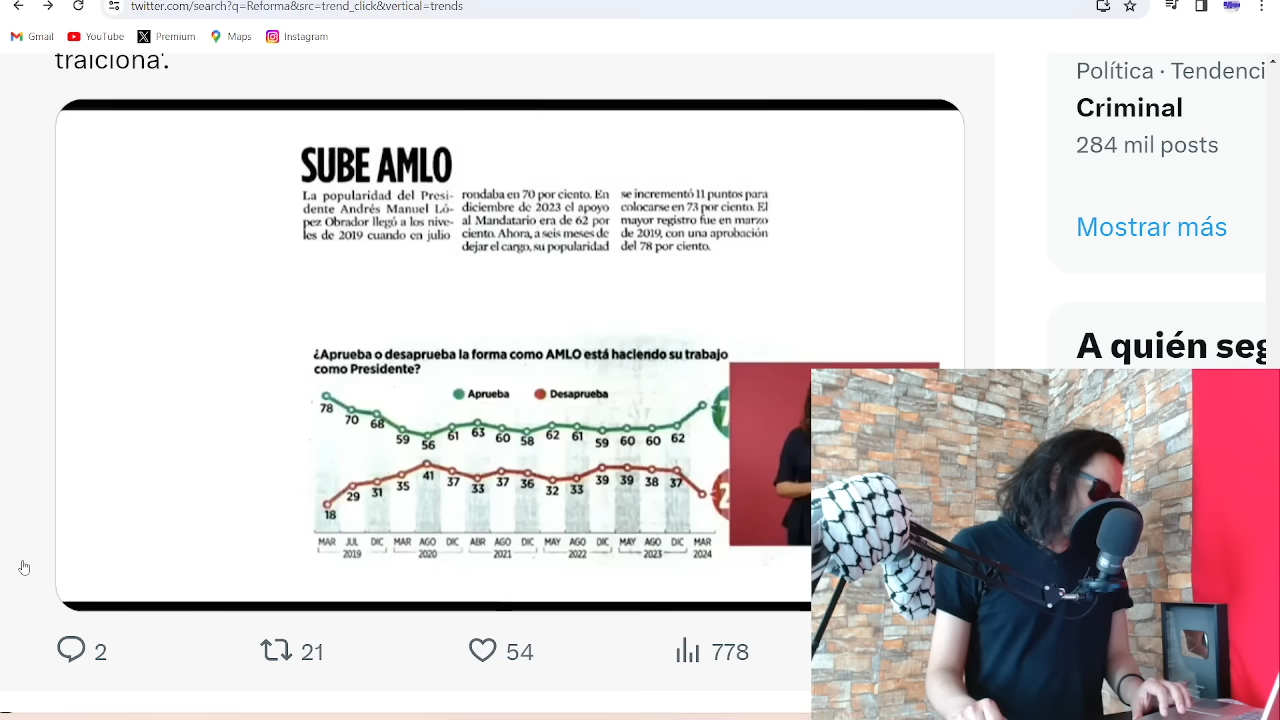 twitter.com/search?q=Reforma&src=trend_click&vertical=trends
Gmail YouTube Premium Maps Instagram
traiciona'.
SUBE AMLO
La popularidad del Presi-
dente Andrés Manuel Ló-
pez Obrador llegó a los nive-
les de 2019 cuando en julio
rondaba en 70 por ciento. En
diciembre de 2023 el apoyo
al Mandatario era de 62 por
ciento. Ahora, a seis meses de
dejar el cargo, su popularidad
se incrementó 11 puntos para
colocarse en 73 por ciento. El
mayor registro fue en marzo
de 2019, con una aprobación
del 78 por ciento.
¿Aprueba o desaprueba la forma como AMLO está haciendo su trabajo
como Presidente?
Aprueba Desaprueba
78 70 68 59 56 61 63 60 58 62 61 59 60 60 62 7
18 29 31 35 41 37 33 37 36 32 33 39 39 38 37 2
MAR JUL DIC MAR AGO DIC ABR AGO DIC MAY AGO DIC MAY AGO DIC MAR
2019 2020 2021 2022 2023 2024
2 21 54 778
Política · Tendenci
Criminal
284 mil posts
Mostrar más
A quién seg